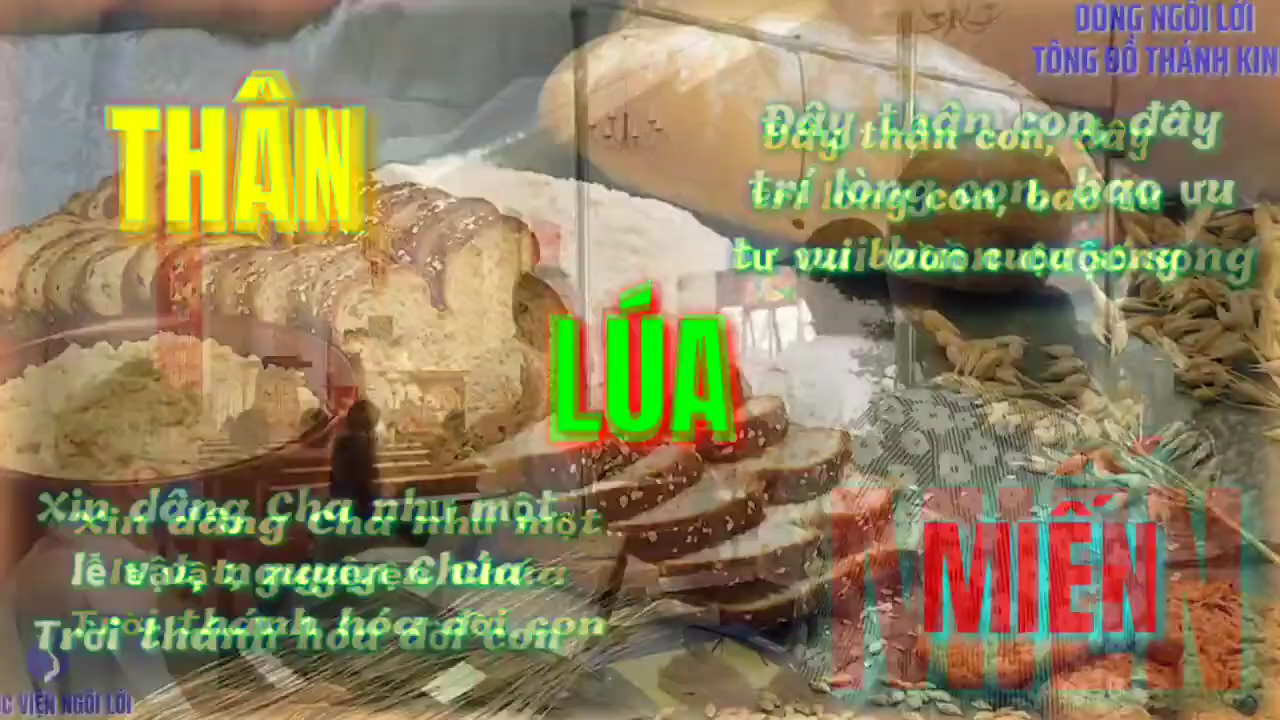 DÒNG NGÔI LỜI
TÔNG ĐỒ THÁNH KIN
THÂN
Đây thân con, đây
trí lòng con, bao ưu
tư vui buồn cuộc sống
LÚA
Xin dâng Cha như một
lễ vật, nguyện Chúa
Trời thánh hóa đời con
MIẾN
VIỆN NGÔI LỜI